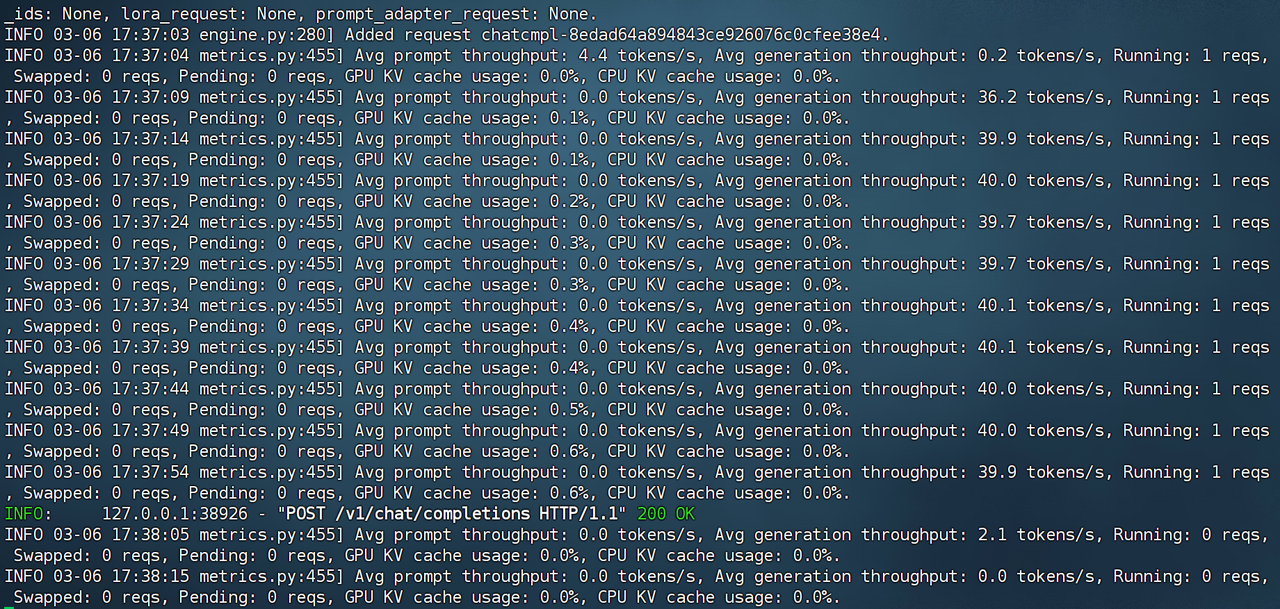 _ids: None, lora_request: None, prompt_adapter_request: None.
INFO 03-06 17:37:03 engine.py:280] Added request chatcmpl-8edad64a894843ce926076c0cfee38e4.
INFO 03-06 17:37:04 metrics.py:455] Avg prompt throughput: 4.4 tokens/s, Avg generation throughput: 0.2 tokens/s, Running: 1 reqs,
Swapped: 0 reqs, Pending: 0 reqs, GPU KV cache usage: 0.0%, CPU KV cache usage: 0.0%.
INFO 03-06 17:37:09 metrics.py:455] Avg prompt throughput: 0.0 tokens/s, Avg generation throughput: 36.2 tokens/s, Running: 1 reqs
, Swapped: 0 reqs, Pending: 0 reqs, GPU KV cache usage: 0.1%, CPU KV cache usage: 0.0%.
INFO 03-06 17:37:14 metrics.py:455] Avg prompt throughput: 0.0 tokens/s, Avg generation throughput: 39.9 tokens/s, Running: 1 reqs
, Swapped: 0 reqs, Pending: 0 reqs, GPU KV cache usage: 0.1%, CPU KV cache usage: 0.0%.
INFO 03-06 17:37:19 metrics.py:455] Avg prompt throughput: 0.0 tokens/s, Avg generation throughput: 40.0 tokens/s, Running: 1 reqs
, Swapped: 0 reqs, Pending: 0 reqs, GPU KV cache usage: 0.2%, CPU KV cache usage: 0.0%.
INFO 03-06 17:37:24 metrics.py:455] Avg prompt throughput: 0.0 tokens/s, Avg generation throughput: 39.7 tokens/s, Running: 1 reqs
, Swapped: 0 reqs, Pending: 0 reqs, GPU KV cache usage: 0.3%, CPU KV cache usage: 0.0%.
INFO 03-06 17:37:29 metrics.py:455] Avg prompt throughput: 0.0 tokens/s, Avg generation throughput: 39.7 tokens/s, Running: 1 reqs
, Swapped: 0 reqs, Pending: 0 reqs, GPU KV cache usage: 0.3%, CPU KV cache usage: 0.0%.
INFO 03-06 17:37:34 metrics.py:455] Avg prompt throughput: 0.0 tokens/s, Avg generation throughput: 40.1 tokens/s, Running: 1 reqs
, Swapped: 0 reqs, Pending: 0 reqs, GPU KV cache usage: 0.4%, CPU KV cache usage: 0.0%.
INFO 03-06 17:37:39 metrics.py:455] Avg prompt throughput: 0.0 tokens/s, Avg generation throughput: 40.1 tokens/s, Running: 1 reqs
, Swapped: 0 reqs, Pending: 0 reqs, GPU KV cache usage: 0.4%, CPU KV cache usage: 0.0%.
INFO 03-06 17:37:44 metrics.py:455] Avg prompt throughput: 0.0 tokens/s, Avg generation throughput: 40.0 tokens/s, Running: 1 reqs
, Swapped: 0 reqs, Pending: 0 reqs, GPU KV cache usage: 0.5%, CPU KV cache usage: 0.0%.
INFO 03-06 17:37:49 metrics.py:455] Avg prompt throughput: 0.0 tokens/s, Avg generation throughput: 40.0 tokens/s, Running: 1 reqs
, Swapped: 0 reqs, Pending: 0 reqs, GPU KV cache usage: 0.6%, CPU KV cache usage: 0.0%.
INFO 03-06 17:37:54 metrics.py:455] Avg prompt throughput: 0.0 tokens/s, Avg generation throughput: 39.9 tokens/s, Running: 1 reqs
, Swapped: 0 reqs, Pending: 0 reqs, GPU KV cache usage: 0.6%, CPU KV cache usage: 0.0%.
INFO:     127.0.0.1:38926 - "POST /v1/chat/completions HTTP/1.1" 200 OK
INFO 03-06 17:38:05 metrics.py:455] Avg prompt throughput: 0.0 tokens/s, Avg generation throughput: 2.1 tokens/s, Running: 0 reqs,
Swapped: 0 reqs, Pending: 0 reqs, GPU KV cache usage: 0.0%, CPU KV cache usage: 0.0%.
INFO 03-06 17:38:15 metrics.py:455] Avg prompt throughput: 0.0 tokens/s, Avg generation throughput: 0.0 tokens/s, Running: 0 reqs,
Swapped: 0 reqs, Pending: 0 reqs, GPU KV cache usage: 0.0%, CPU KV cache usage: 0.0%.